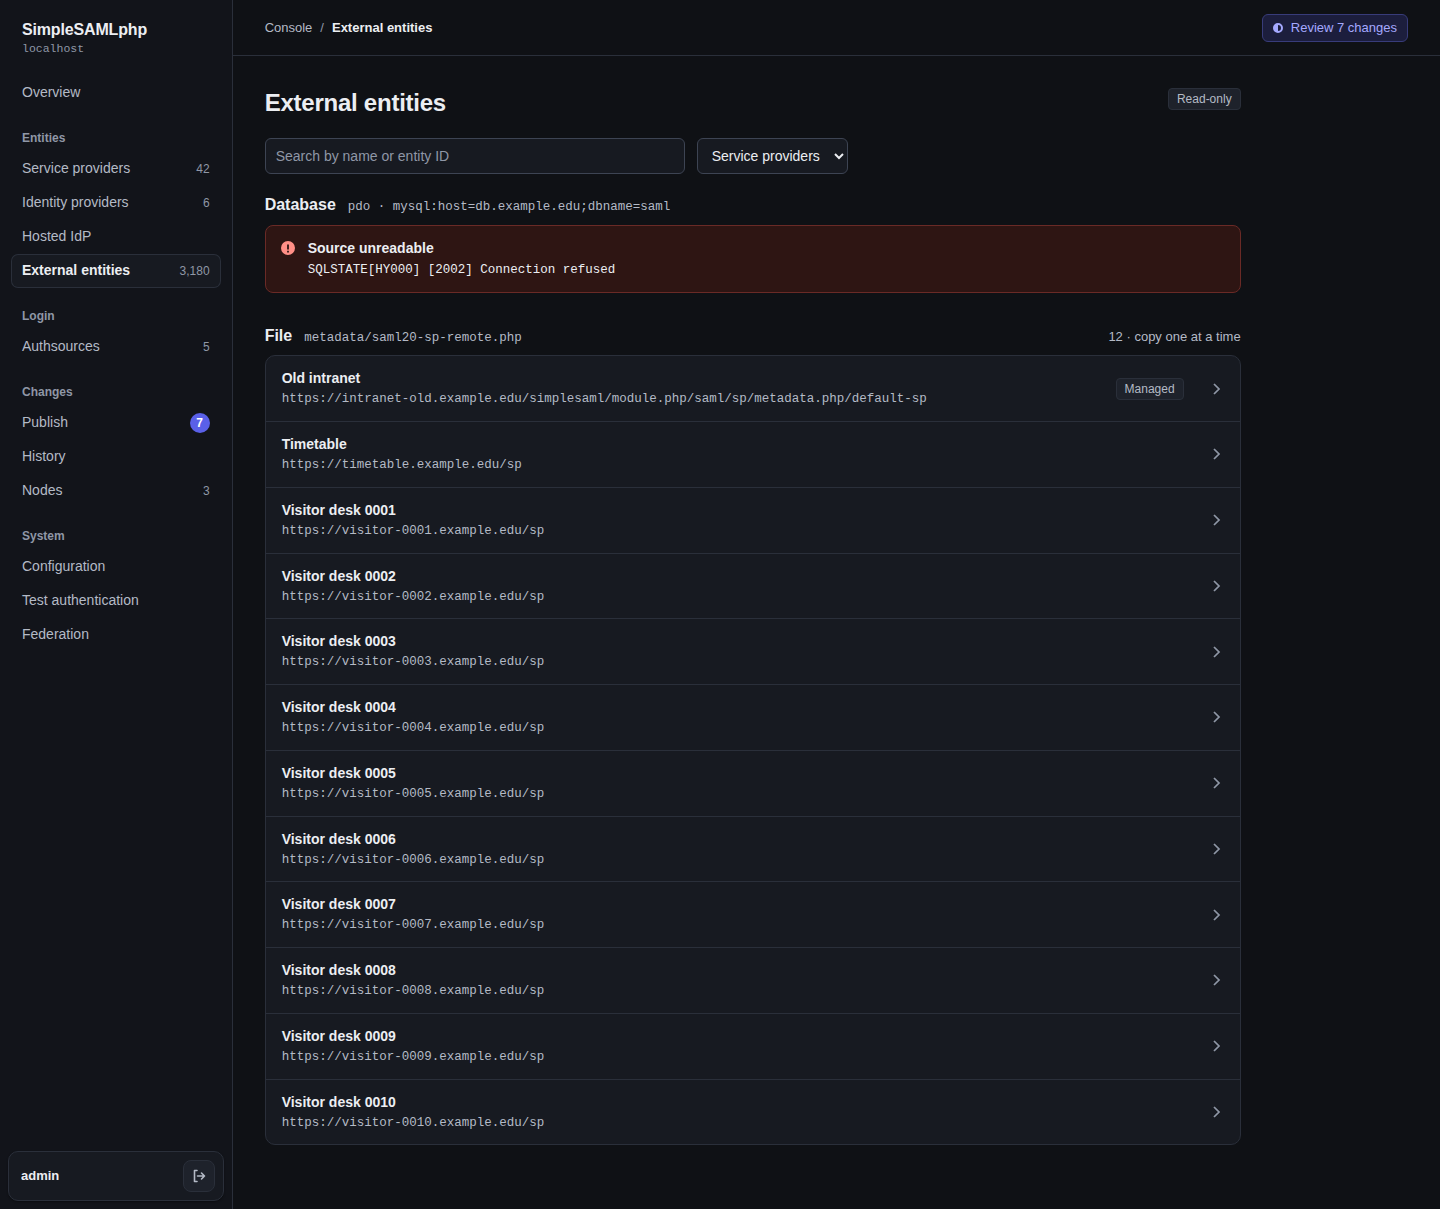 SimpleSAMLphp
localhost
Overview
Entities
Service providers 42
Identity providers 6
Hosted IdP
External entities 3,180
Login
Authsources 5
Changes
Publish 7
History
Nodes 3
System
Configuration
Test authentication
Federation
admin
Console / External entities
Review 7 changes
External entities
Read-only
Search by name or entity ID
Service providers
Database pdo · mysql:host=db.example.edu;dbname=saml
Source unreadable
SQLSTATE[HY000] [2002] Connection refused
File metadata/saml20-sp-remote.php
12 · copy one at a time
Old intranet
https://intranet-old.example.edu/simplesaml/module.php/saml/sp/metadata.php/default-sp
Managed
Timetable
https://timetable.example.edu/sp
Visitor desk 0001
https://visitor-0001.example.edu/sp
Visitor desk 0002
https://visitor-0002.example.edu/sp
Visitor desk 0003
https://visitor-0003.example.edu/sp
Visitor desk 0004
https://visitor-0004.example.edu/sp
Visitor desk 0005
https://visitor-0005.example.edu/sp
Visitor desk 0006
https://visitor-0006.example.edu/sp
Visitor desk 0007
https://visitor-0007.example.edu/sp
Visitor desk 0008
https://visitor-0008.example.edu/sp
Visitor desk 0009
https://visitor-0009.example.edu/sp
Visitor desk 0010
https://visitor-0010.example.edu/sp